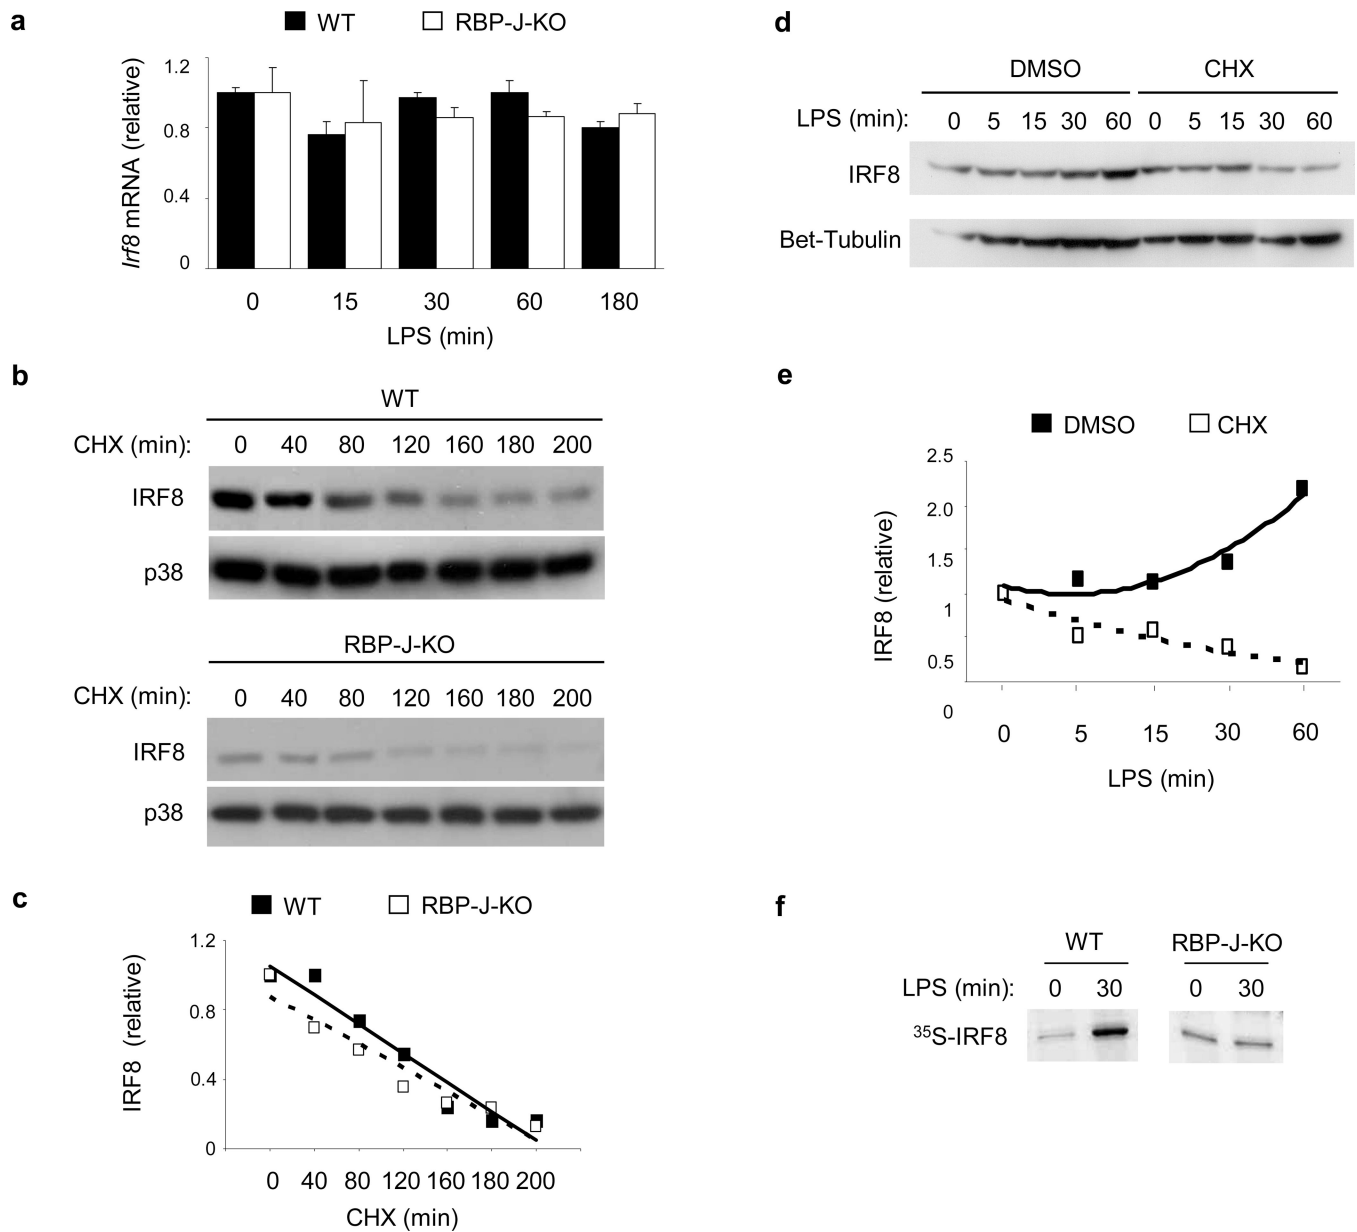 a
WT RBP-J-KO
Irf8 mRNA (relative)
1.2
0.8
0.4
0
0 15 30 60 180
LPS (min)
b
WT
CHX (min): 0 40 80 120 160 180 200
IRF8
p38
RBP-J-KO
CHX (min): 0 40 80 120 160 180 200
IRF8
p38
c
WT RBP-J-KO
IRF8 (relative)
1.2
0.8
0.4
0
0 40 80 120 160 180 200
CHX (min)
d
DMSO CHX
LPS (min): 0 5 15 30 60 0 5 15 30 60
IRF8
Bet-Tubulin
e
DMSO CHX
IRF8 (relative)
2.5
2.0
1.5
1
0.5
0
0 5 15 30 60
LPS (min)
f
WT RBP-J-KO
LPS (min): 0 30 0 30
³⁵S-IRF8